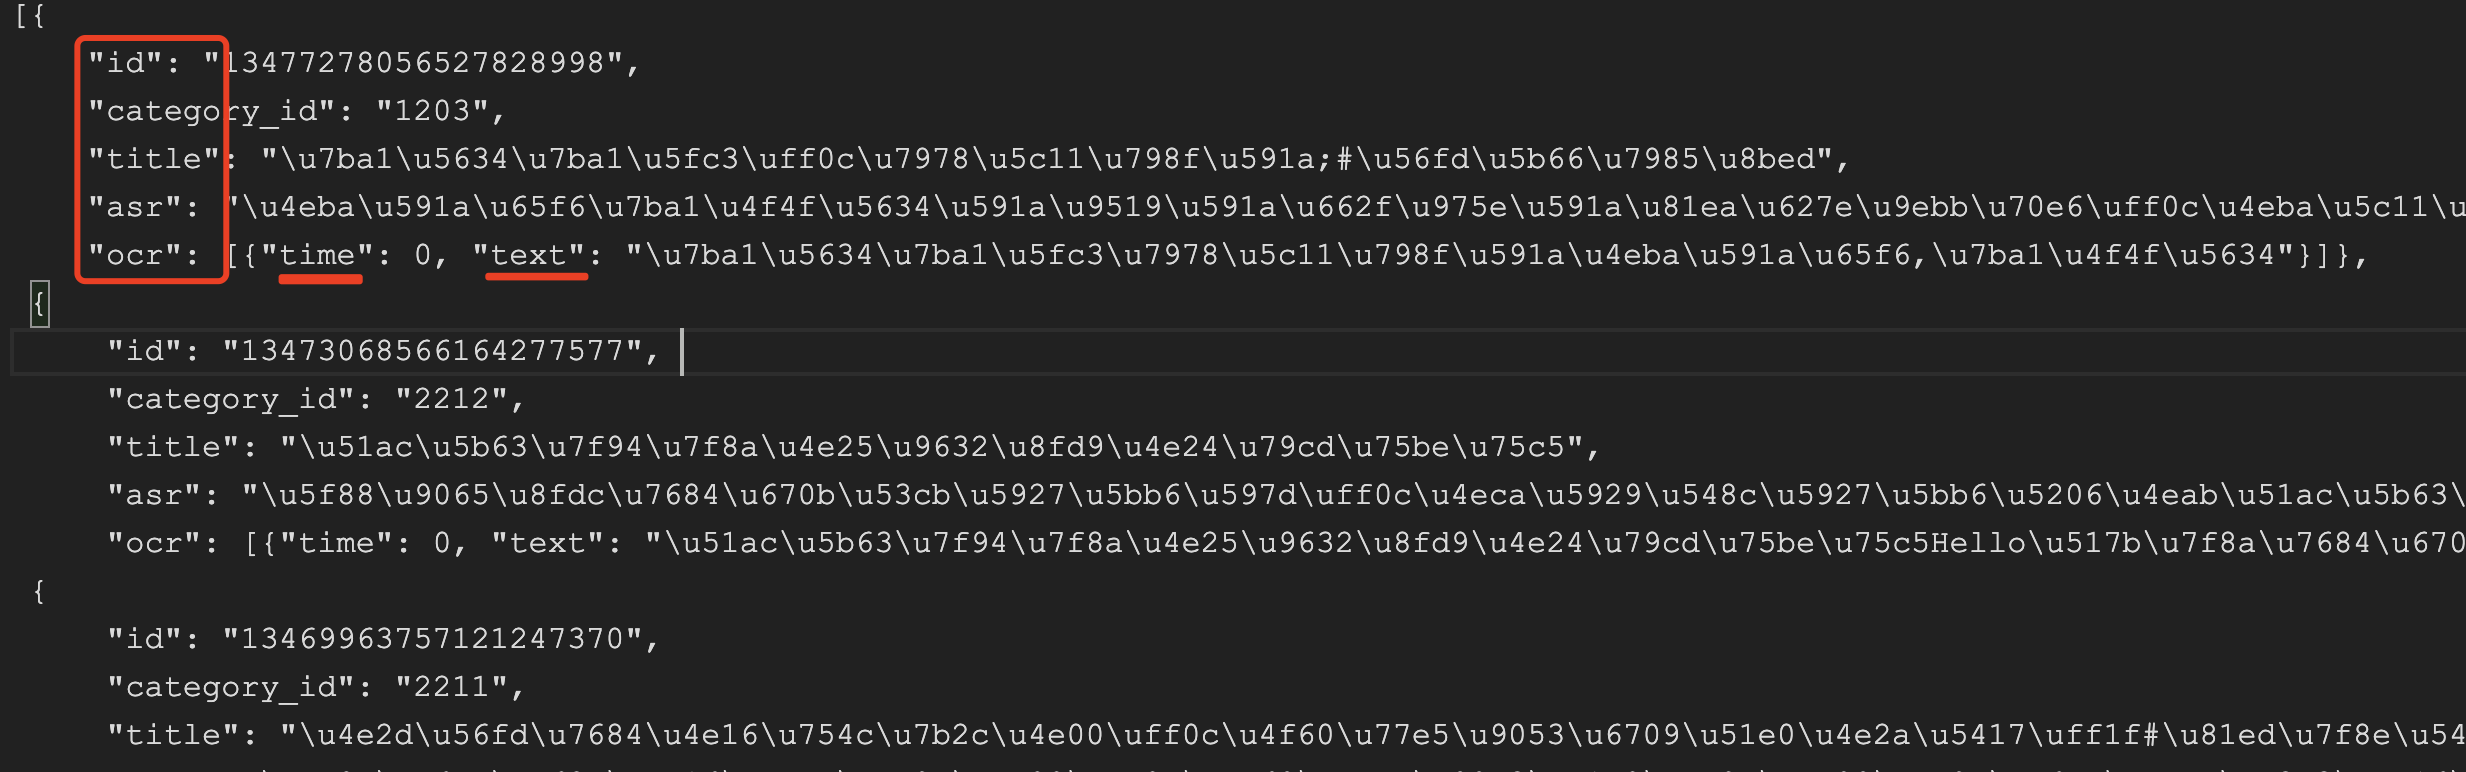 [{
"id": "13477278056527828998",
"category_id": "1203",
"title": "\u7ba1\u5634\u7ba1\u5fc3\uff0c\u7978\u5c11\u798f\u591a;#\u56fd\u5b66\u7985\u8bed",
"asr": "\u4eba\u591a\u65f6\u7ba1\u4f4f\u5634\u591a\u9519\u591a\u662f\u975e\u591a\u81ea\u627e\u9ebb\u70e6\uff0c\u4eba\u5c11\u
"ocr": [{"time": 0, "text": "\u7ba1\u5634\u7ba1\u5fc3\u7978\u5c11\u798f\u591a\u4eba\u591a\u65f6,\u7ba1\u4f4f\u5634"}]},
{
"id": "13473068566164277577",
"category_id": "2212",
"title": "\u51ac\u5b63\u7f94\u7f8a\u4e25\u9632\u8fd9\u4e24\u79cd\u75be\u75c5",
"asr": "\u5f88\u9065\u8fdc\u7684\u670b\u53cb\u5927\u5bb6\u597d\uff0c\u4eca\u5929\u548c\u5927\u5bb6\u5206\u4eab\u51ac\u5b63\
"ocr": [{"time": 0, "text": "\u51ac\u5b63\u7f94\u7f8a\u4e25\u9632\u8fd9\u4e24\u79cd\u75be\u75c5Hello\u517b\u7f8a\u7684\u670
{
"id": "13469963757121247370",
"category_id": "2211",
"title": "\u4e2d\u56fd\u7684\u4e16\u754c\u7b2c\u4e00\uff0c\u4f60\u77e5\u9053\u6709\u51e0\u4e2a\u5417\uff1f#\u81ed\u7f8e\u54